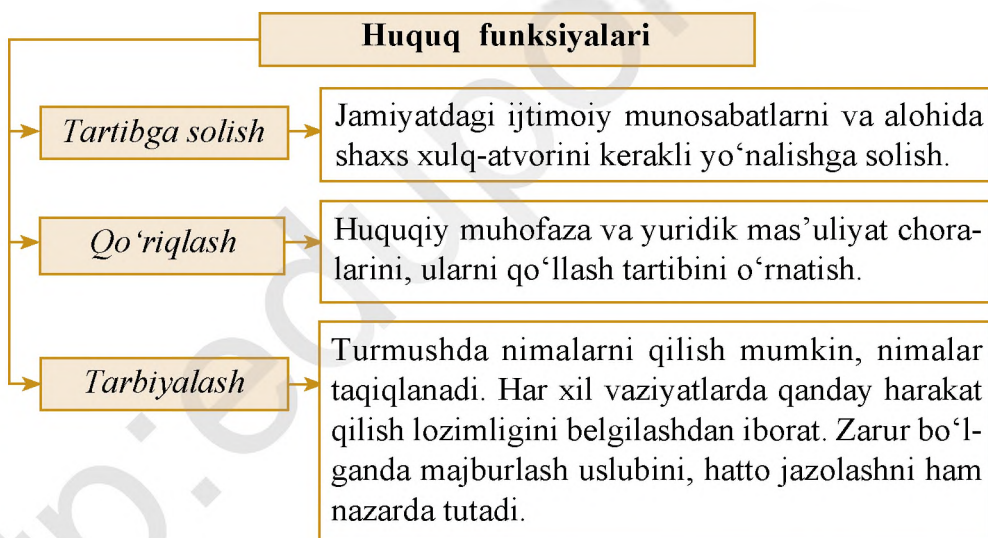 Huquq funksiyalari
Tartibga solish
Jamiyatdagi ijtimoiy munosabatlarni va alohida
shaxs xulq-atvorini kerakli yo‘nalishga solish.
Qo‘riqlash
Huquqiy muhofaza va yuridik mas’uliyat chora-
larini, ularni qo‘llash tartibini o‘rnatish.
Tarbiyalash
Turmushda nimalarni qilish mumkin, nimalar
taqiqlanadi. Har xil vaziyatlarda qanday harakat
qilish lozimligini belgilashdan iborat. Zarur bo‘l-
ganda majburlash uslubini, hatto jazolashni ham
nazarda tutadi.